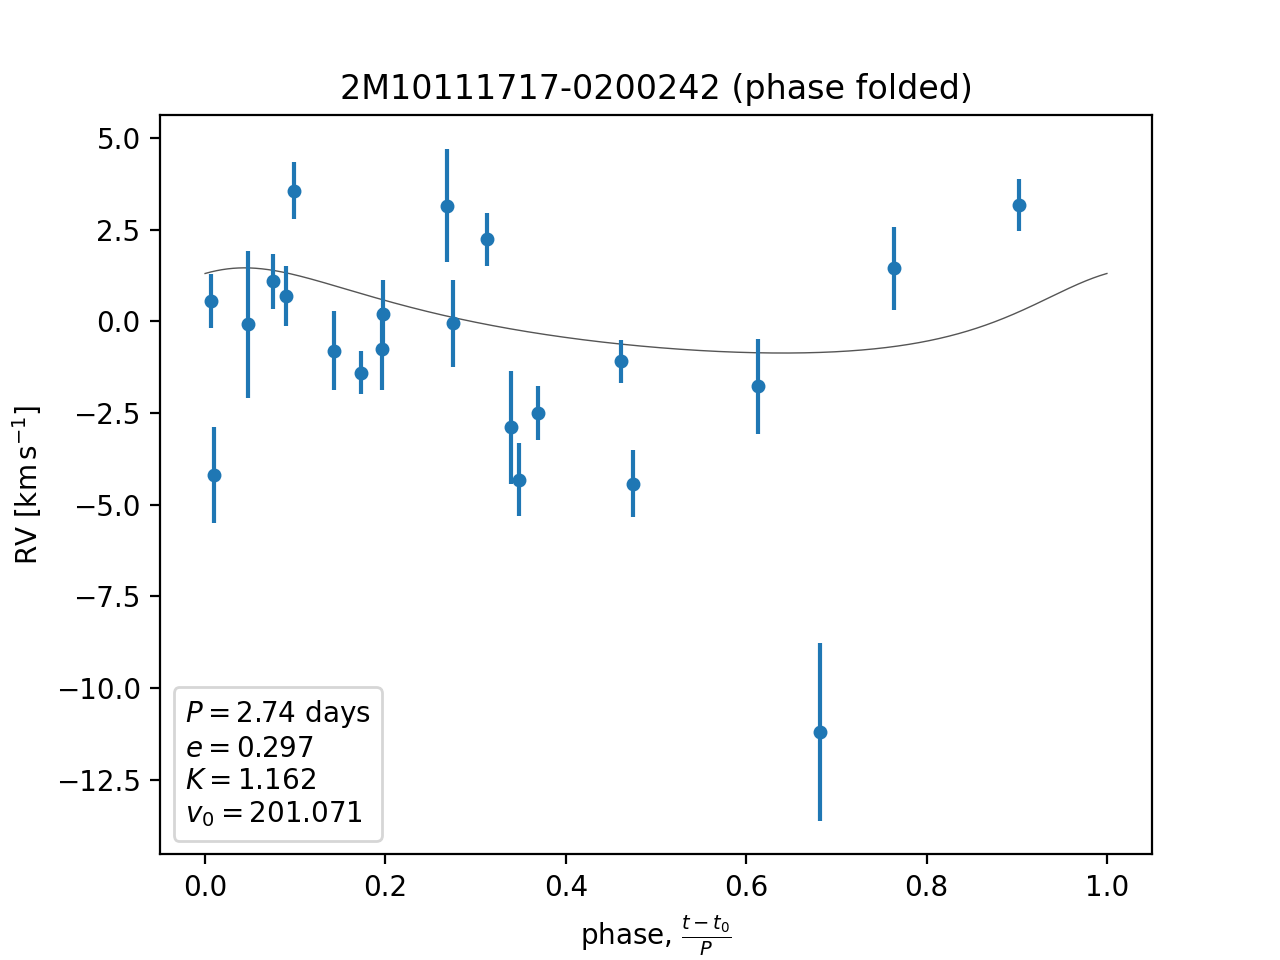 2M10111717-0200242 (phase folded)
5.0
2.5
0.0
−2.5
−5.0
−7.5
−10.0
−12.5
RV [km s⁻¹]
P = 2.74 days
e = 0.297
K = 1.162
v₀ = 201.071
0.0 0.2 0.4 0.6 0.8 1.0
phase, (t − t₀)/P